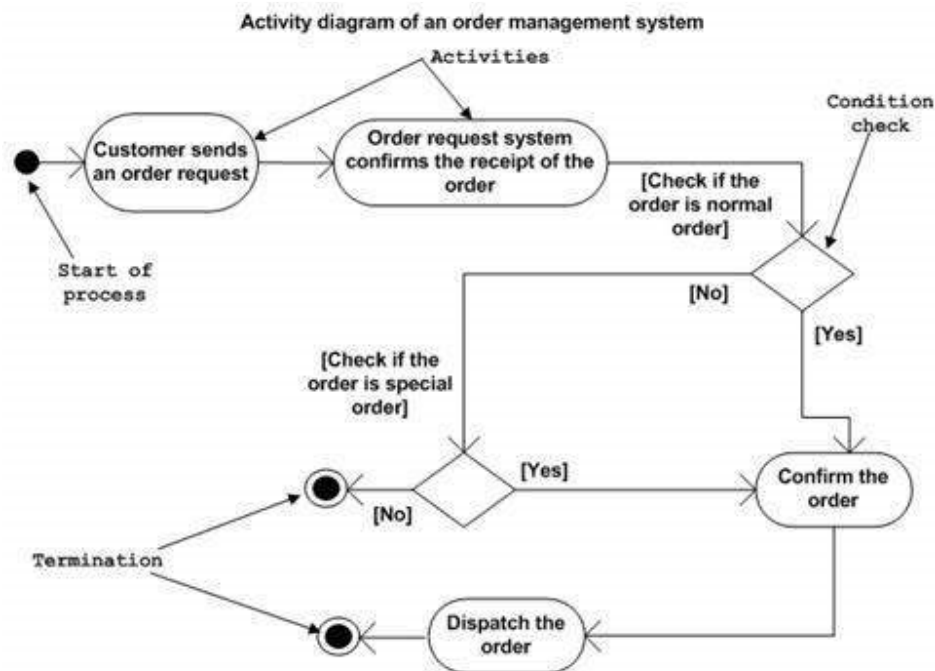 Activity diagram of an order management system
Activities
Condition
check
Customer sends
an order request
Order request system
confirms the receipt of the
order
[Check if the
order is normal
order]
Start of
process
[No]
[Yes]
[Check if the
order is special
order]
[Yes]
[No]
Confirm the
order
Termination
Dispatch the
order